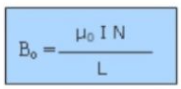 B₀ = μ₀ I N / L